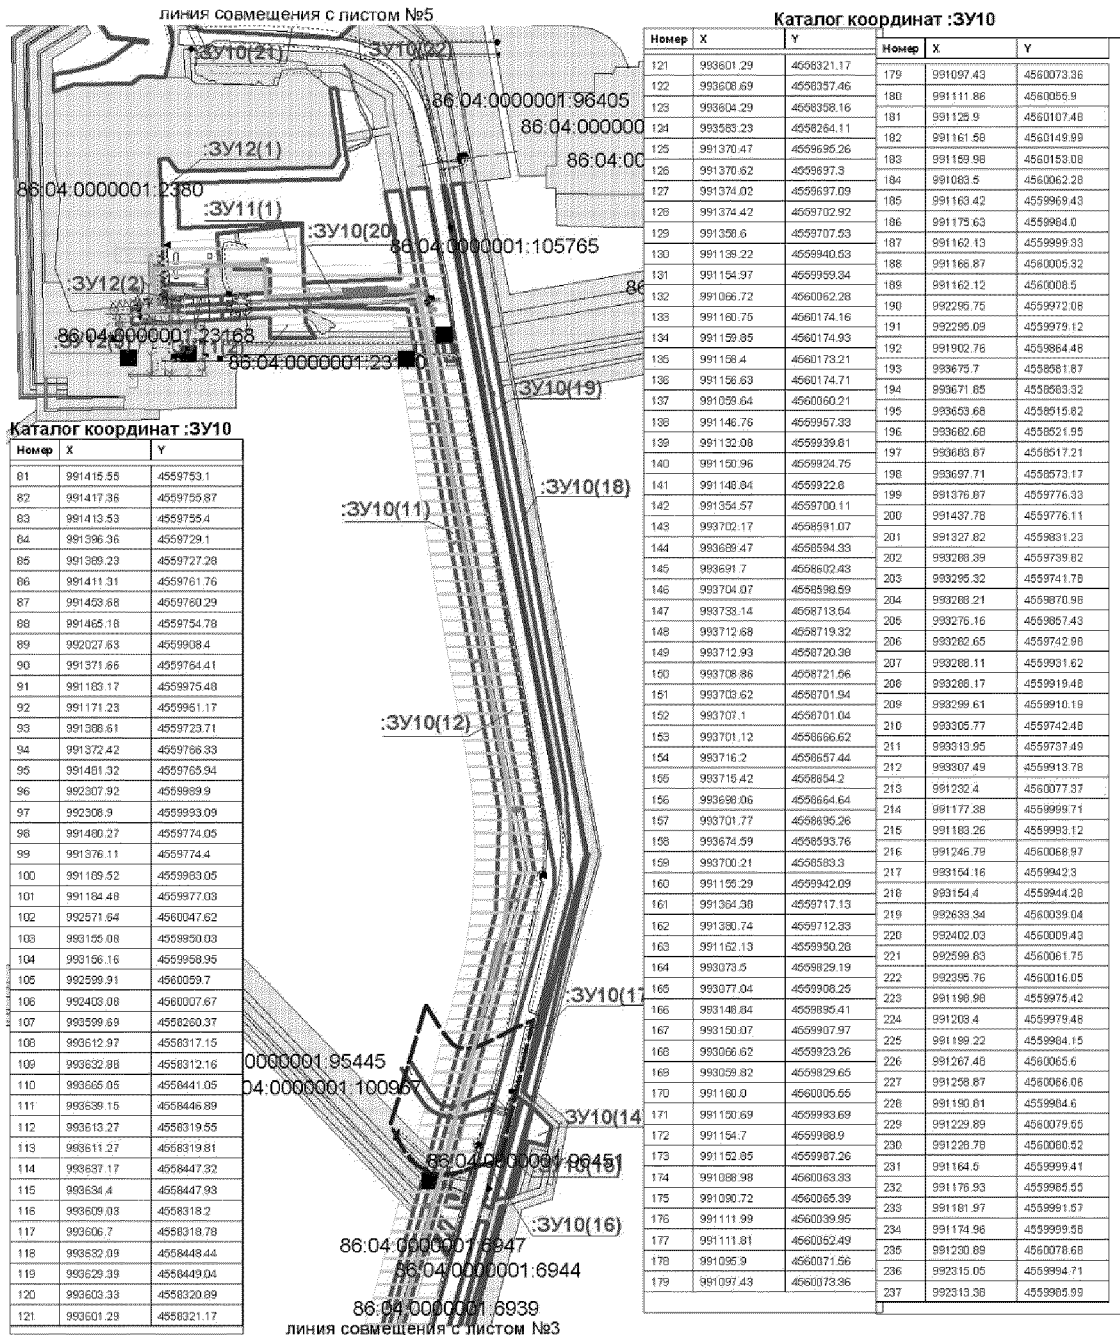 линия совмещения с листом №5
:ЗУ10(21)
:ЗУ10(22)
86:04:0000001:96405
86:04:00000
86:04:00
:ЗУ12(1)
86:04:0000001:2380
:ЗУ11(1)
:ЗУ10(20)
86:04:0000001:105765
:ЗУ12(2)
86:04:0000001:23168
:ЗУ10(19)
:ЗУ10(18)
:ЗУ10(11)
:ЗУ10(12)
:ЗУ10(17
0000001:95445
04:0000001:100967
ЗУ10(14
86:04:0000001:96451
:ЗУ10(16)
86:04:0000001:6947
86:04:0000001:6944
86:04:0000001:6939
линия совмещения с листом №3
Каталог координат :ЗУ10
Номер X Y
81 991415.55 4559753.1
82 991417.36 4559755.87
83 991413.53 4559755.4
84 991396.36 4559729.1
85 991389.23 4559727.28
86 991411.31 4559761.76
87 991453.68 4559760.29
88 991465.18 4559754.78
89 992027.63 4559908.4
90 991371.66 4559764.41
91 991183.17 4559975.48
92 991171.23 4559961.17
93 991388.61 4559723.71
94 991372.42 4559766.33
95 991481.32 4559765.94
96 992307.92 4559989.9
97 992308.9 4559993.09
98 991480.27 4559774.05
99 991376.11 4559774.4
100 991189.52 4559983.05
101 991184.48 4559977.03
102 992571.64 4560047.62
103 993155.08 4559950.03
104 993156.16 4559958.95
105 992599.91 4560059.7
106 992403.08 4560007.67
107 993599.69 4558260.37
108 993612.97 4558317.15
109 993632.88 4558312.16
110 993665.05 4558441.05
111 993639.15 4558446.89
112 993613.27 4558319.55
113 993611.27 4558319.81
114 993637.17 4558447.32
115 993634.4 4558447.93
116 993609.03 4558318.2
117 993606.7 4558318.78
118 993632.09 4558448.44
119 993629.39 4558449.04
120 993603.33 4558320.89
121 993601.29 4558321.17
Каталог координат :ЗУ10
Номер X Y
121 993601.29 4558321.17
122 993608.69 4558357.46
123 993604.29 4558358.16
124 993583.23 4558264.11
125 991370.47 4559695.26
126 991370.62 4559697.3
127 991374.02 4559697.09
128 991374.42 4559702.92
129 991358.6 4559707.53
130 991139.22 4559940.53
131 991154.97 4559959.34
132 991066.72 4560062.28
133 991160.75 4560174.16
134 991159.85 4560174.93
135 991158.4 4560173.21
136 991156.63 4560174.71
137 991059.64 4560060.21
138 991146.76 4559957.33
139 991132.08 4559939.81
140 991150.96 4559924.75
141 991148.84 4559922.8
142 991354.57 4559700.11
143 993702.17 4558591.07
144 993689.47 4558594.33
145 993691.7 4558602.43
146 993704.07 4558598.59
147 993733.14 4558713.54
148 993712.68 4558719.32
149 993712.93 4558720.38
150 993708.86 4558721.56
151 993703.62 4558701.94
152 993707.1 4558701.04
153 993701.12 4558666.62
154 993716.2 4558657.44
155 993715.42 4558654.2
156 993698.06 4558664.64
157 993701.77 4558695.26
158 993674.59 4558593.76
159 993700.21 4558583.3
160 991155.29 4559942.09
161 991364.38 4559717.13
162 991380.74 4559712.33
163 991162.13 4559950.28
164 993073.5 4559829.19
165 993077.04 4559908.25
166 993148.84 4559895.41
167 993150.07 4559907.97
168 993066.62 4559923.26
169 993059.82 4559829.65
170 991160.0 4560005.55
171 991150.69 4559993.69
172 991154.7 4559988.9
173 991152.85 4559987.26
174 991088.98 4560063.33
175 991090.72 4560065.39
176 991111.99 4560039.95
177 991111.81 4560062.49
178 991095.9 4560071.56
179 991097.43 4560073.36
Номер X Y
179 991097.43 4560073.36
180 991111.86 4560055.9
181 991126.9 4560107.48
182 991161.58 4560149.99
183 991159.98 4560153.08
184 991083.5 4560062.28
185 991163.42 4559969.43
186 991175.63 4559984.0
187 991162.13 4559999.33
188 991166.87 4560005.32
189 991162.12 4560008.5
190 992295.75 4559972.08
191 992295.09 4559979.12
192 991902.76 4559864.48
193 993675.7 4558581.87
194 993671.85 4558583.32
195 993653.68 4558515.82
196 993682.68 4558521.95
197 993683.87 4558517.21
198 993697.71 4558573.17
199 991376.87 4559776.33
200 991437.78 4559776.11
201 991327.82 4559831.23
202 993288.39 4559739.82
203 993295.32 4559741.78
204 993288.21 4559870.98
205 993276.16 4559857.43
206 993282.65 4559742.98
207 993288.11 4559931.62
208 993288.17 4559919.48
209 993299.61 4559910.19
210 993305.77 4559742.48
211 993313.95 4559737.49
212 993307.49 4559913.78
213 991232.4 4560077.37
214 991177.38 4559999.71
215 991183.26 4559993.12
216 991246.79 4560068.97
217 993154.16 4559942.3
218 993154.4 4559944.28
219 992633.34 4560039.04
220 992402.03 4560009.43
221 992599.83 4560061.75
222 992395.76 4560016.05
223 991198.98 4559975.42
224 991203.4 4559979.48
225 991199.22 4559984.15
226 991267.48 4560065.6
227 991258.87 4560066.06
228 991190.81 4559984.6
229 991229.89 4560079.55
230 991228.78 4560080.52
231 991164.5 4559999.41
232 991176.93 4559985.55
233 991181.97 4559991.57
234 991174.96 4559999.58
235 991230.89 4560078.68
236 992315.05 4559994.71
237 992313.38 4559985.99